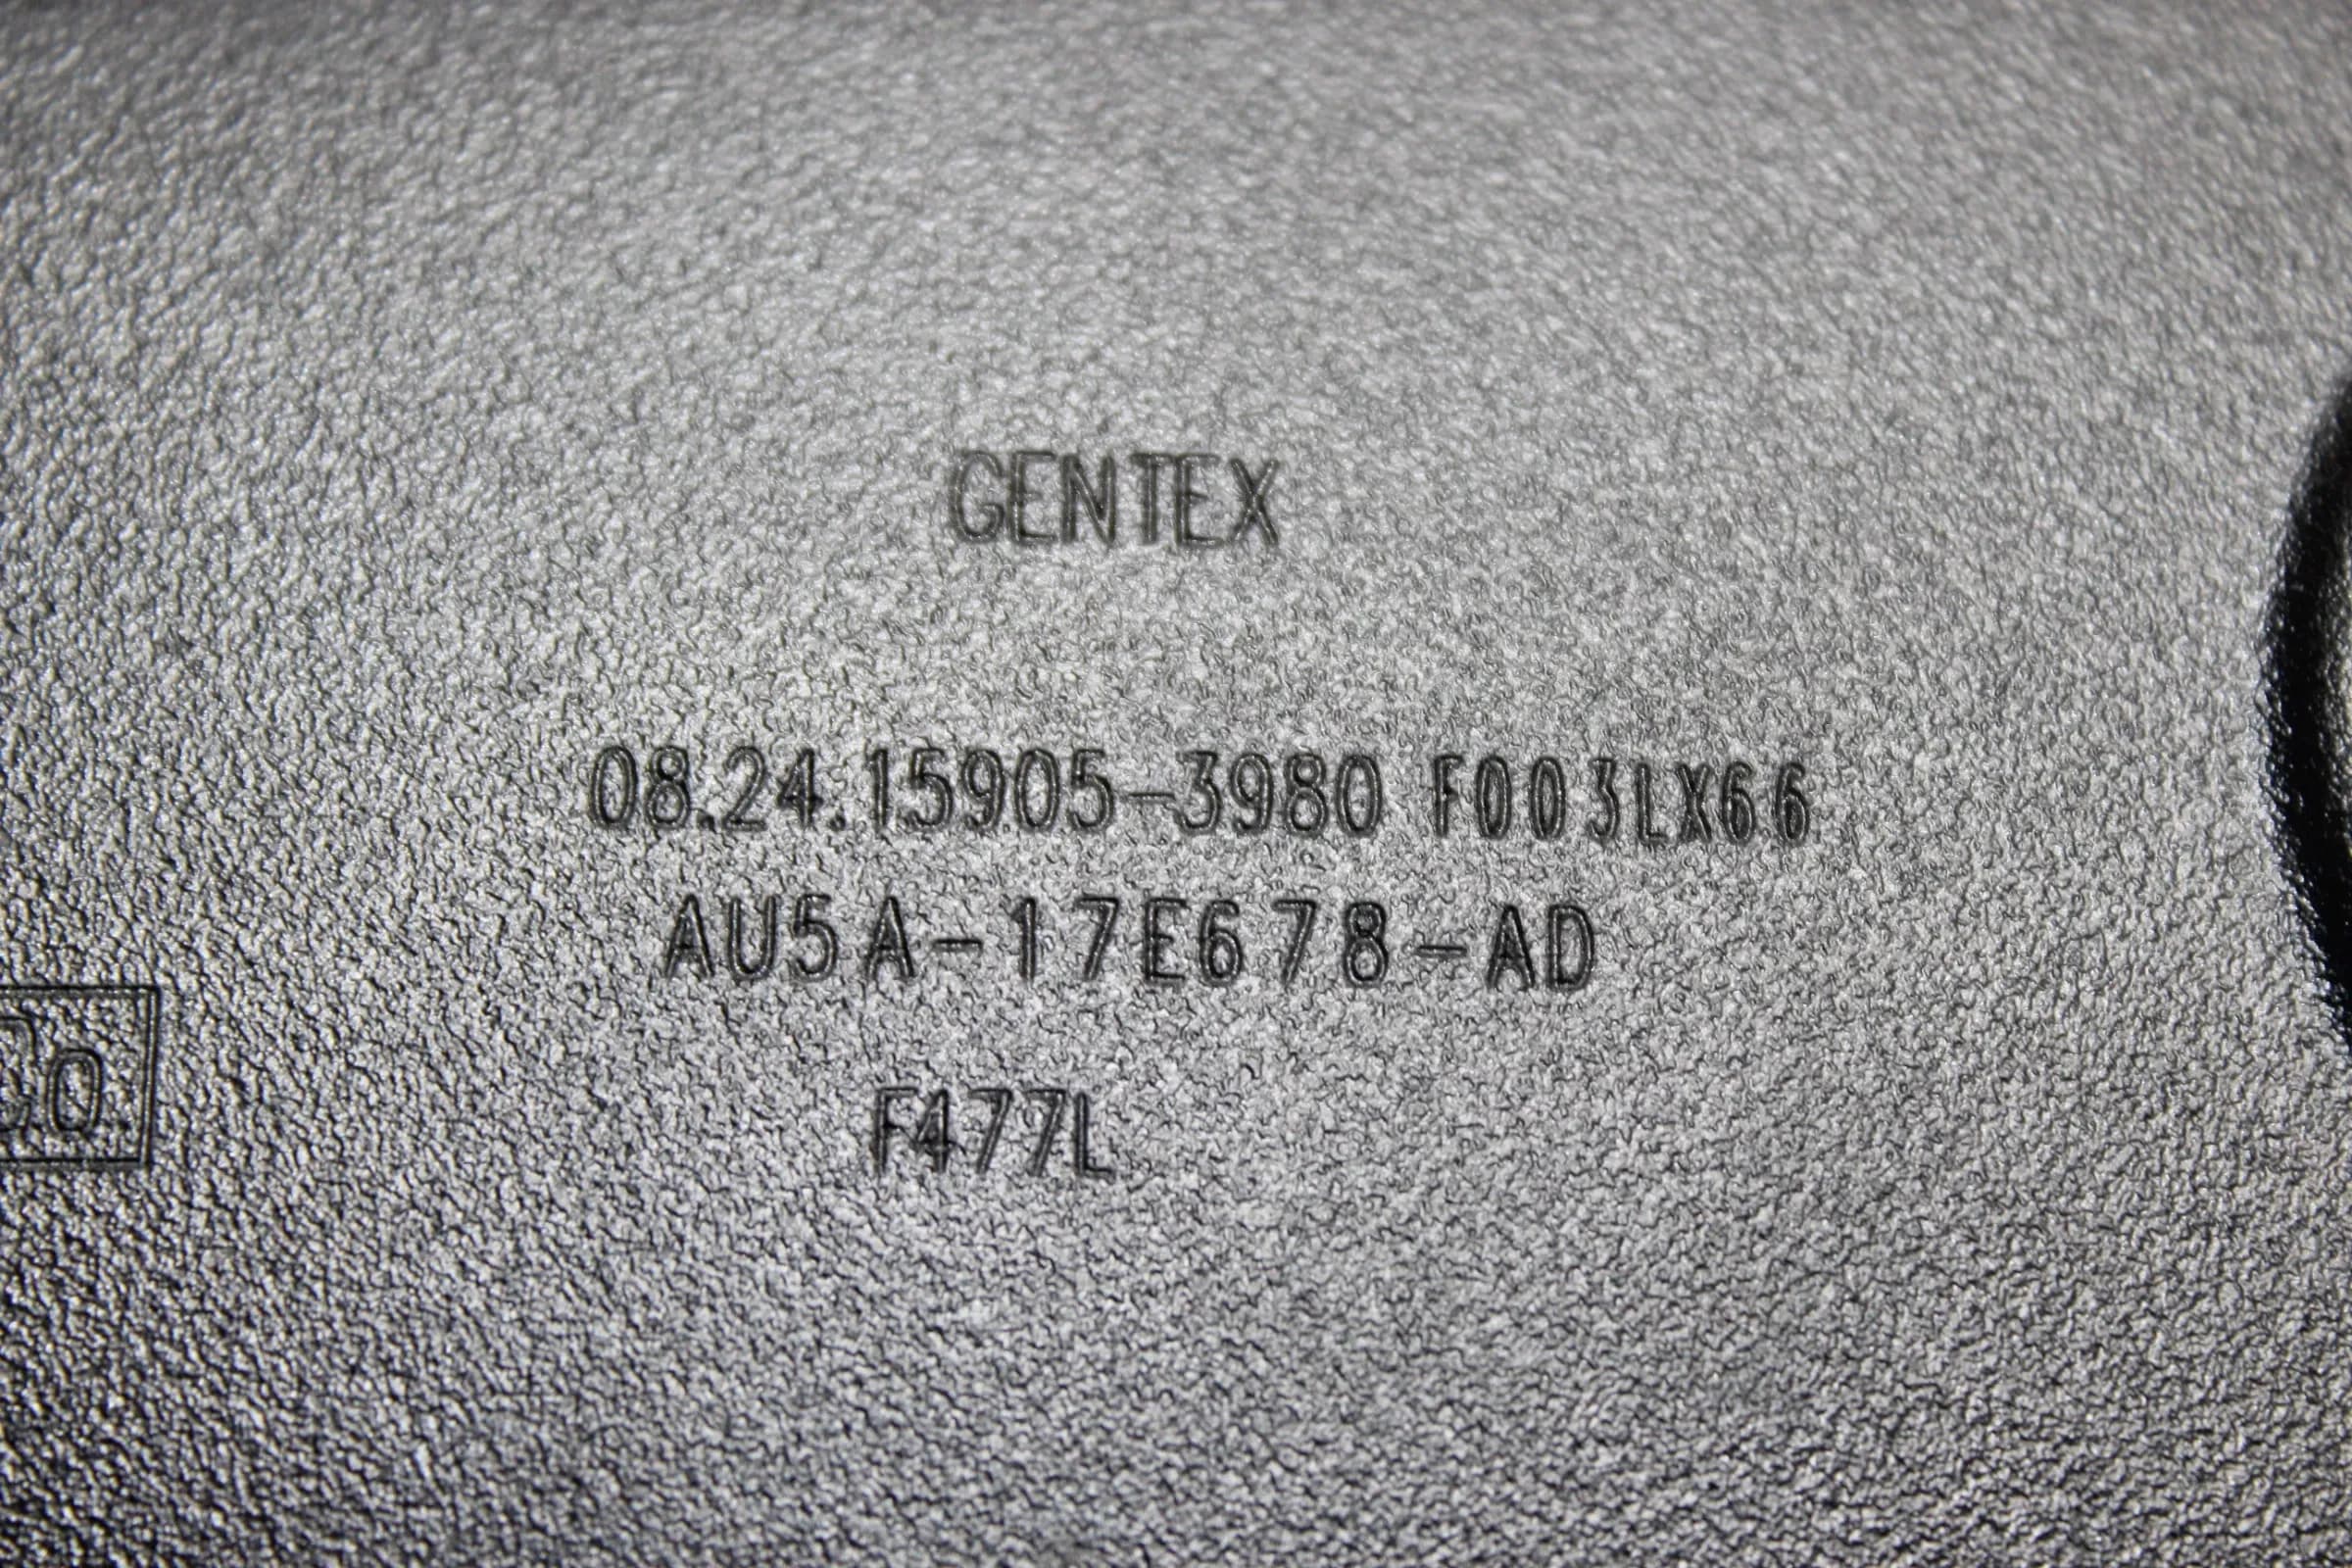 GENTEX
08.24.15905-3980 F003LX66
AU5A-17E678-AD
F477L